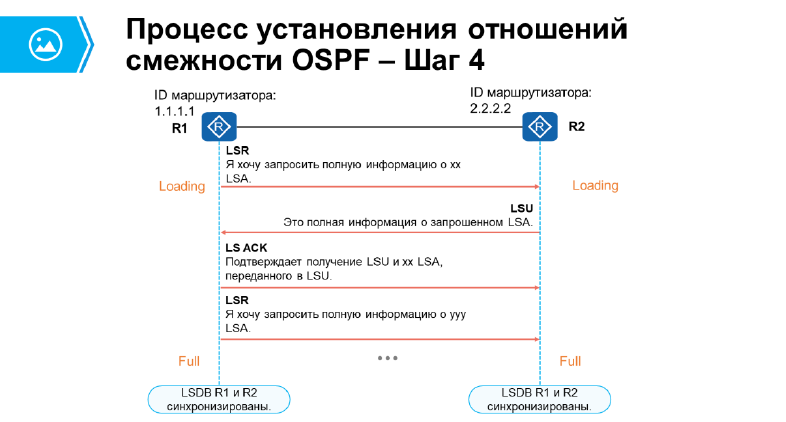 Процесс установления отношений
смежности OSPF – Шаг 4
ID маршрутизатора:
1.1.1.1
R1
R
ID маршрутизатора:
2.2.2.2
R
R2
LSR
Я хочу запросить полную информацию о xx
LSA.
Loading
Loading
LSU
Это полная информация о запрошенном LSA.
LS ACK
Подтверждает получение LSU и xx LSA,
переданного в LSU.
LSR
Я хочу запросить полную информацию о yyy
LSA.
Full
Full
LSDB R1 и R2
синхронизированы.
LSDB R1 и R2
синхронизированы.